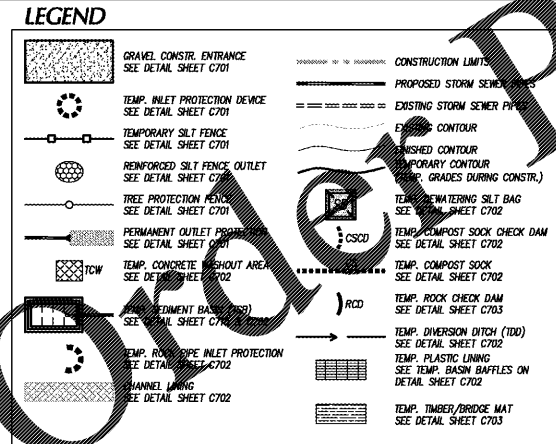 LEGEND
GRAVEL CONSTR. ENTRANCE
SEE DETAIL SHEET C701
TEMP. INLET PROTECTION DEVICE
SEE DETAIL SHEET C701
TEMPORARY SILT FENCE
SEE DETAIL SHEET C701
REINFORCED SILT FENCE OUTLET
SEE DETAIL SHEET
TREE PROTECTION FENCE
SEE DETAIL SHEET C701
PERMANENT OUTLET PROTECTION
SEE DETAIL SHEET C701
TCW
TEMP. CONCRETE WASHOUT AREA
SEE DETAIL SHEET C702
TEMP. SEDIMENT BASIN
SEE DETAIL SHEET
TEMP. ROCK PIPE INLET PROTECTION
SEE DETAIL SHEET C702
CHANNEL LINING
SEE DETAIL SHEET C702
CONSTRUCTION LIMITS
PROPOSED STORM SEWER PIPES
EXISTING STORM SEWER PIPES
EXISTING CONTOUR
FINISHED CONTOUR
TEMPORARY CONTOUR
(TEMP. GRADES DURING CONSTR.)
TEMP. DEWATERING SILT BAG
SEE DETAIL SHEET C702
CSCD
TEMP. COMPOST SOCK CHECK DAM
SEE DETAIL SHEET C702
TEMP. COMPOST SOCK
SEE DETAIL SHEET C702
RCD
TEMP. ROCK CHECK DAM
SEE DETAIL SHEET C703
TEMP. DIVERSION DITCH (TDD)
SEE DETAIL SHEET C702
TEMP. PLASTIC LINING
SEE TEMP. BASIN BAFFLES ON
DETAIL SHEET C702
TEMP. TIMBER/BRIDGE MAT
SEE DETAIL SHEET C703
Order P